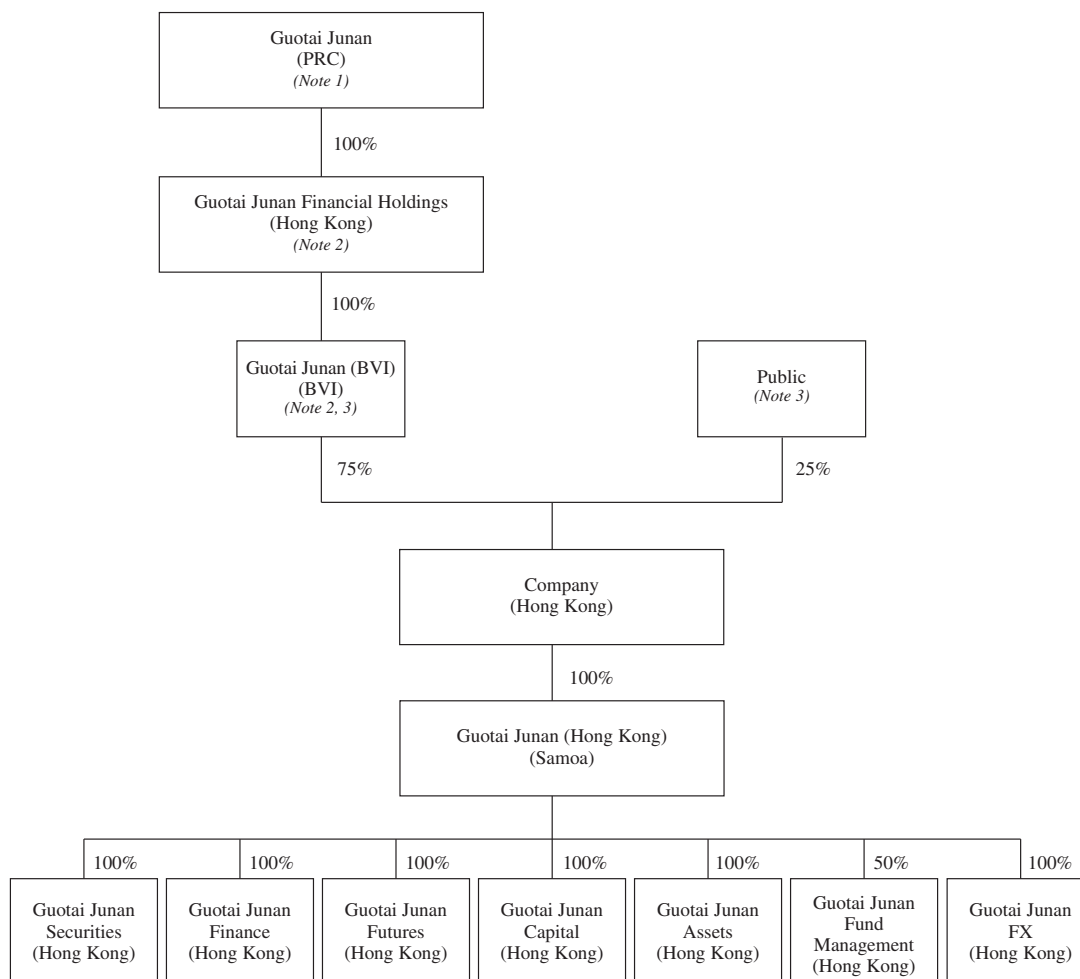 Guotai Junan
(PRC)
(Note 1)
100%
Guotai Junan Financial Holdings
(Hong Kong)
(Note 2)
100%
Guotai Junan (BVI)
(BVI)
(Note 2, 3)
Public
(Note 3)
75%
25%
Company
(Hong Kong)
100%
Guotai Junan (Hong Kong)
(Samoa)
100%
100%
100%
100%
100%
50%
100%
Guotai Junan
Securities
(Hong Kong)
Guotai Junan
Finance
(Hong Kong)
Guotai Junan
Futures
(Hong Kong)
Guotai Junan
Capital
(Hong Kong)
Guotai Junan
Assets
(Hong Kong)
Guotai Junan
Fund
Management
(Hong Kong)
Guotai Junan
FX
(Hong Kong)